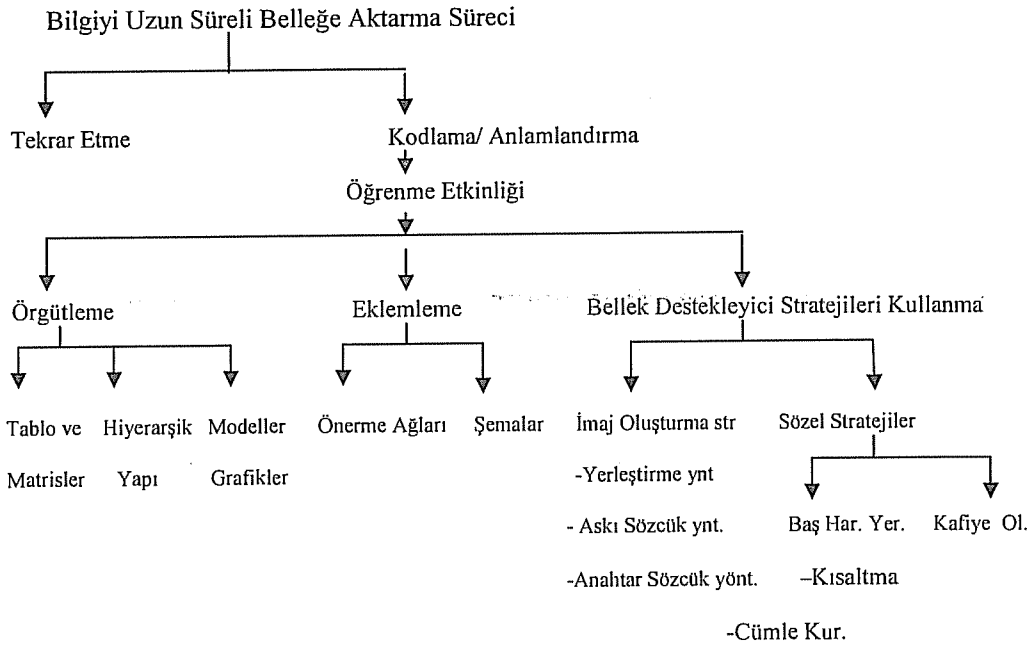 Bilgiyi Uzun Süreli Belleğe Aktarma Süreci
Tekrar Etme
Kodlama/ Anlamlandırma
Öğrenme Etkinliği
Örgütleme
Eklemleme
Bellek Destekleyici Stratejileri Kullanma
Tablo ve Matrisler
Hiyerarşik Yapı
Modeller Grafikler
Önerme Ağları
Şemalar
İmaj Oluşturma str
-Yerleştirme ynt
- Askı Sözcük ynt.
-Anahtar Sözcük yönt.
Sözel Stratejiler
Baş Har. Yer.
–Kısaltma
-Cümle Kur.
Kafiye Ol.